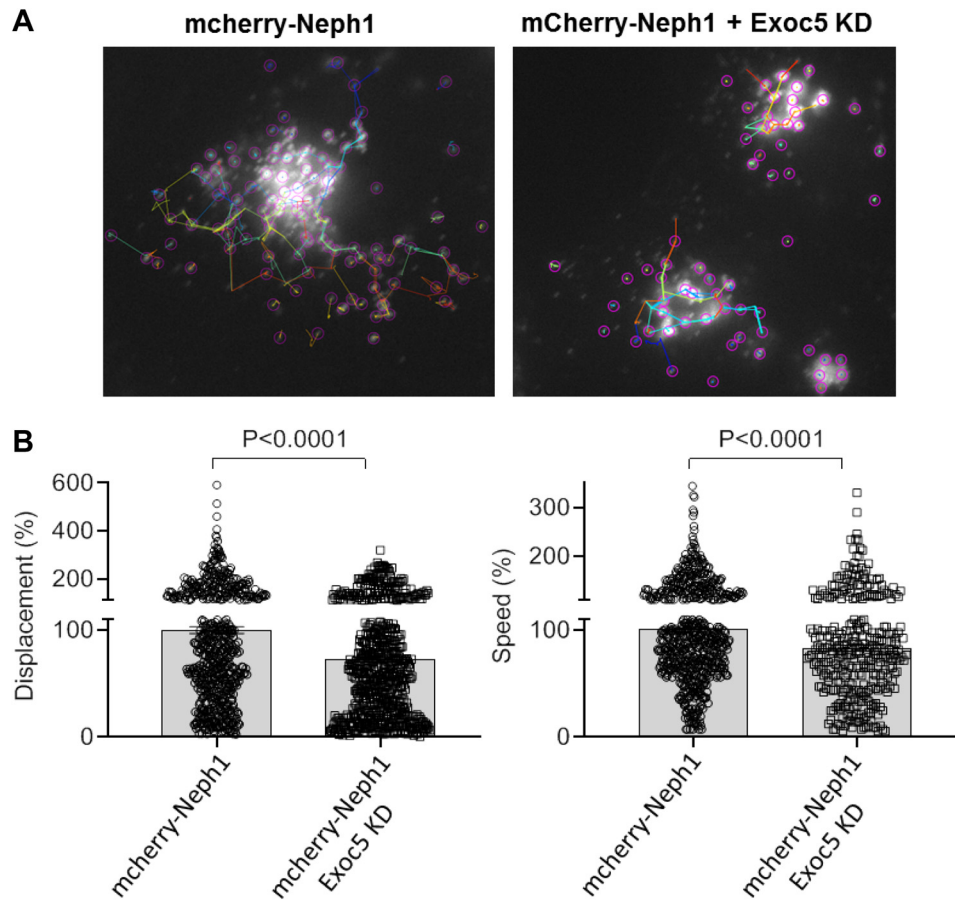 A
mcherry-Neph1
mCherry-Neph1 + Exoc5 KD
B
P<0.0001
Displacement (%)
600
400
200
100
0
mcherry-Neph1
mcherry-Neph1
Exoc5 KD
P<0.0001
Speed (%)
300
200
100
0
mcherry-Neph1
mcherry-Neph1
Exoc5 KD